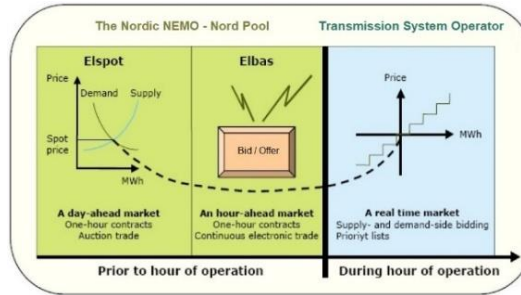 The Nordic NEMO - Nord Pool
Transmission System Operator
Elspot
Price
Demand
Supply
Spot
price
MWh
A day-ahead market
One-hour contracts
Auction trade
Elbas
Bid / Offer
An hour-ahead market
One-hour contracts
Continuous electronic trade
Price
MWh
A real time market
Supply- and demand-side bidding
Prioriyt lists
Prior to hour of operation
During hour of operation